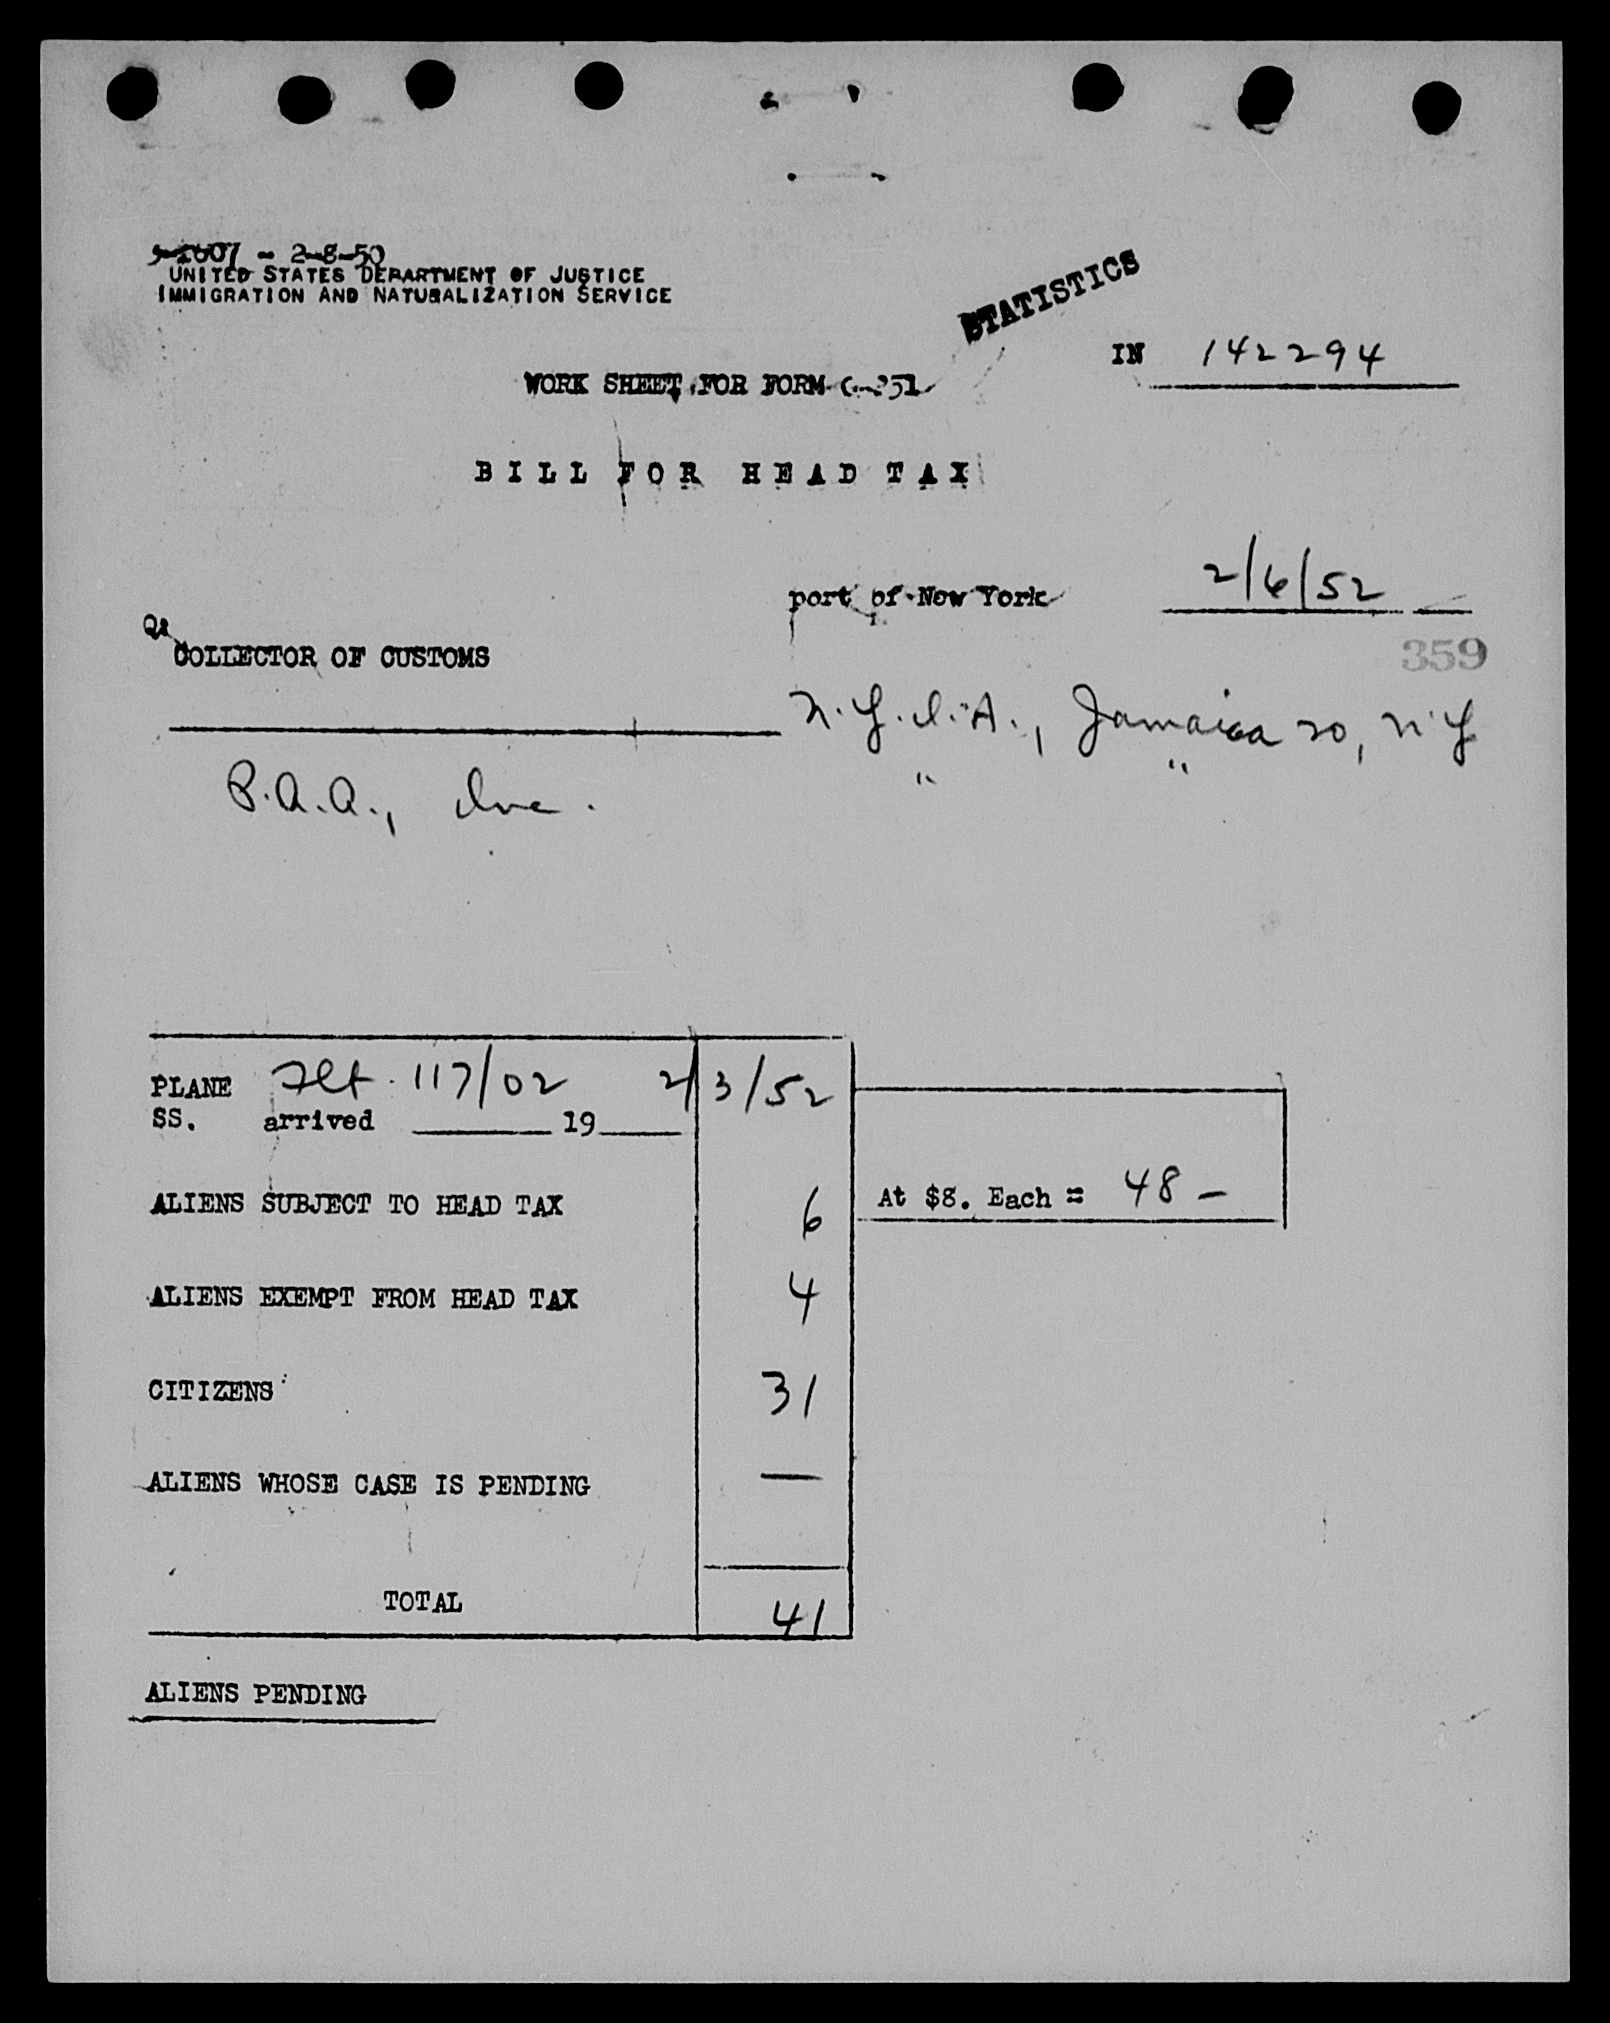 3-2607 - 2-8-50
UNITED STATES DEPARTMENT OF JUSTICE
IMMIGRATION AND NATURALIZATION SERVICE
STATISTICS
IN 142294
WORK SHEET FOR FORM
BILL FOR HEAD TAX
port of New York 2/6/52
COLLECTOR OF CUSTOMS
359
N.Y.I.A., Jamaica 20, N Y
P.A.A., Inc. " "
PLANE Flt. 117/02 2/3/52
SS. arrived 19
ALIENS SUBJECT TO HEAD TAX 6 At $8. Each = 48 -
ALIENS EXEMPT FROM HEAD TAX 4
CITIZENS 31
ALIENS WHOSE CASE IS PENDING —
TOTAL 41
ALIENS PENDING